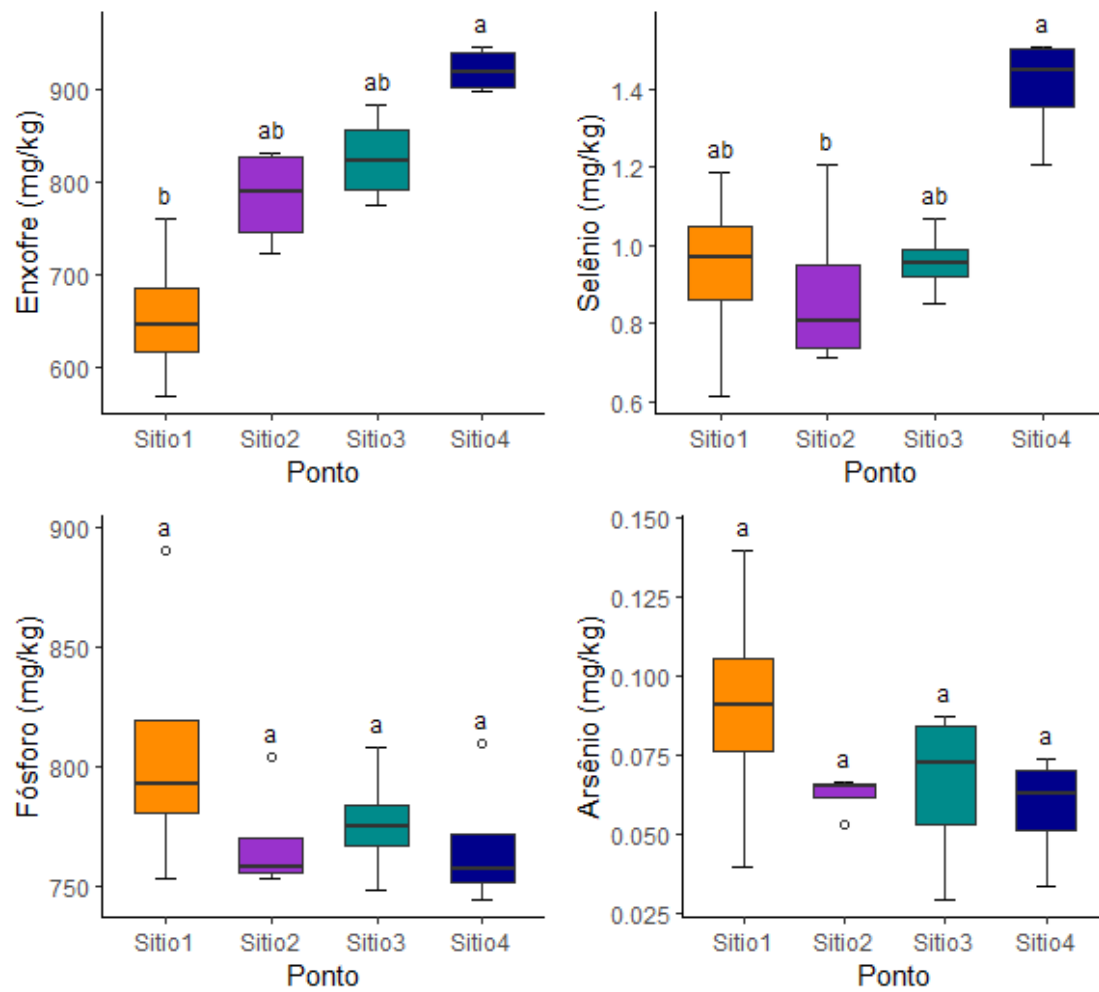 Enxofre (mg/kg)
900
800
700
600
b
ab
ab
a
Sitio1 Sitio2 Sitio3 Sitio4
Ponto
Selênio (mg/kg)
1.4
1.2
1.0
0.8
0.6
ab
b
ab
a
Sitio1 Sitio2 Sitio3 Sitio4
Ponto
Fósforo (mg/kg)
900
850
800
750
a
a
a
a
Sitio1 Sitio2 Sitio3 Sitio4
Ponto
Arsênio (mg/kg)
0.150
0.125
0.100
0.075
0.050
0.025
a
a
a
a
Sitio1 Sitio2 Sitio3 Sitio4
Ponto